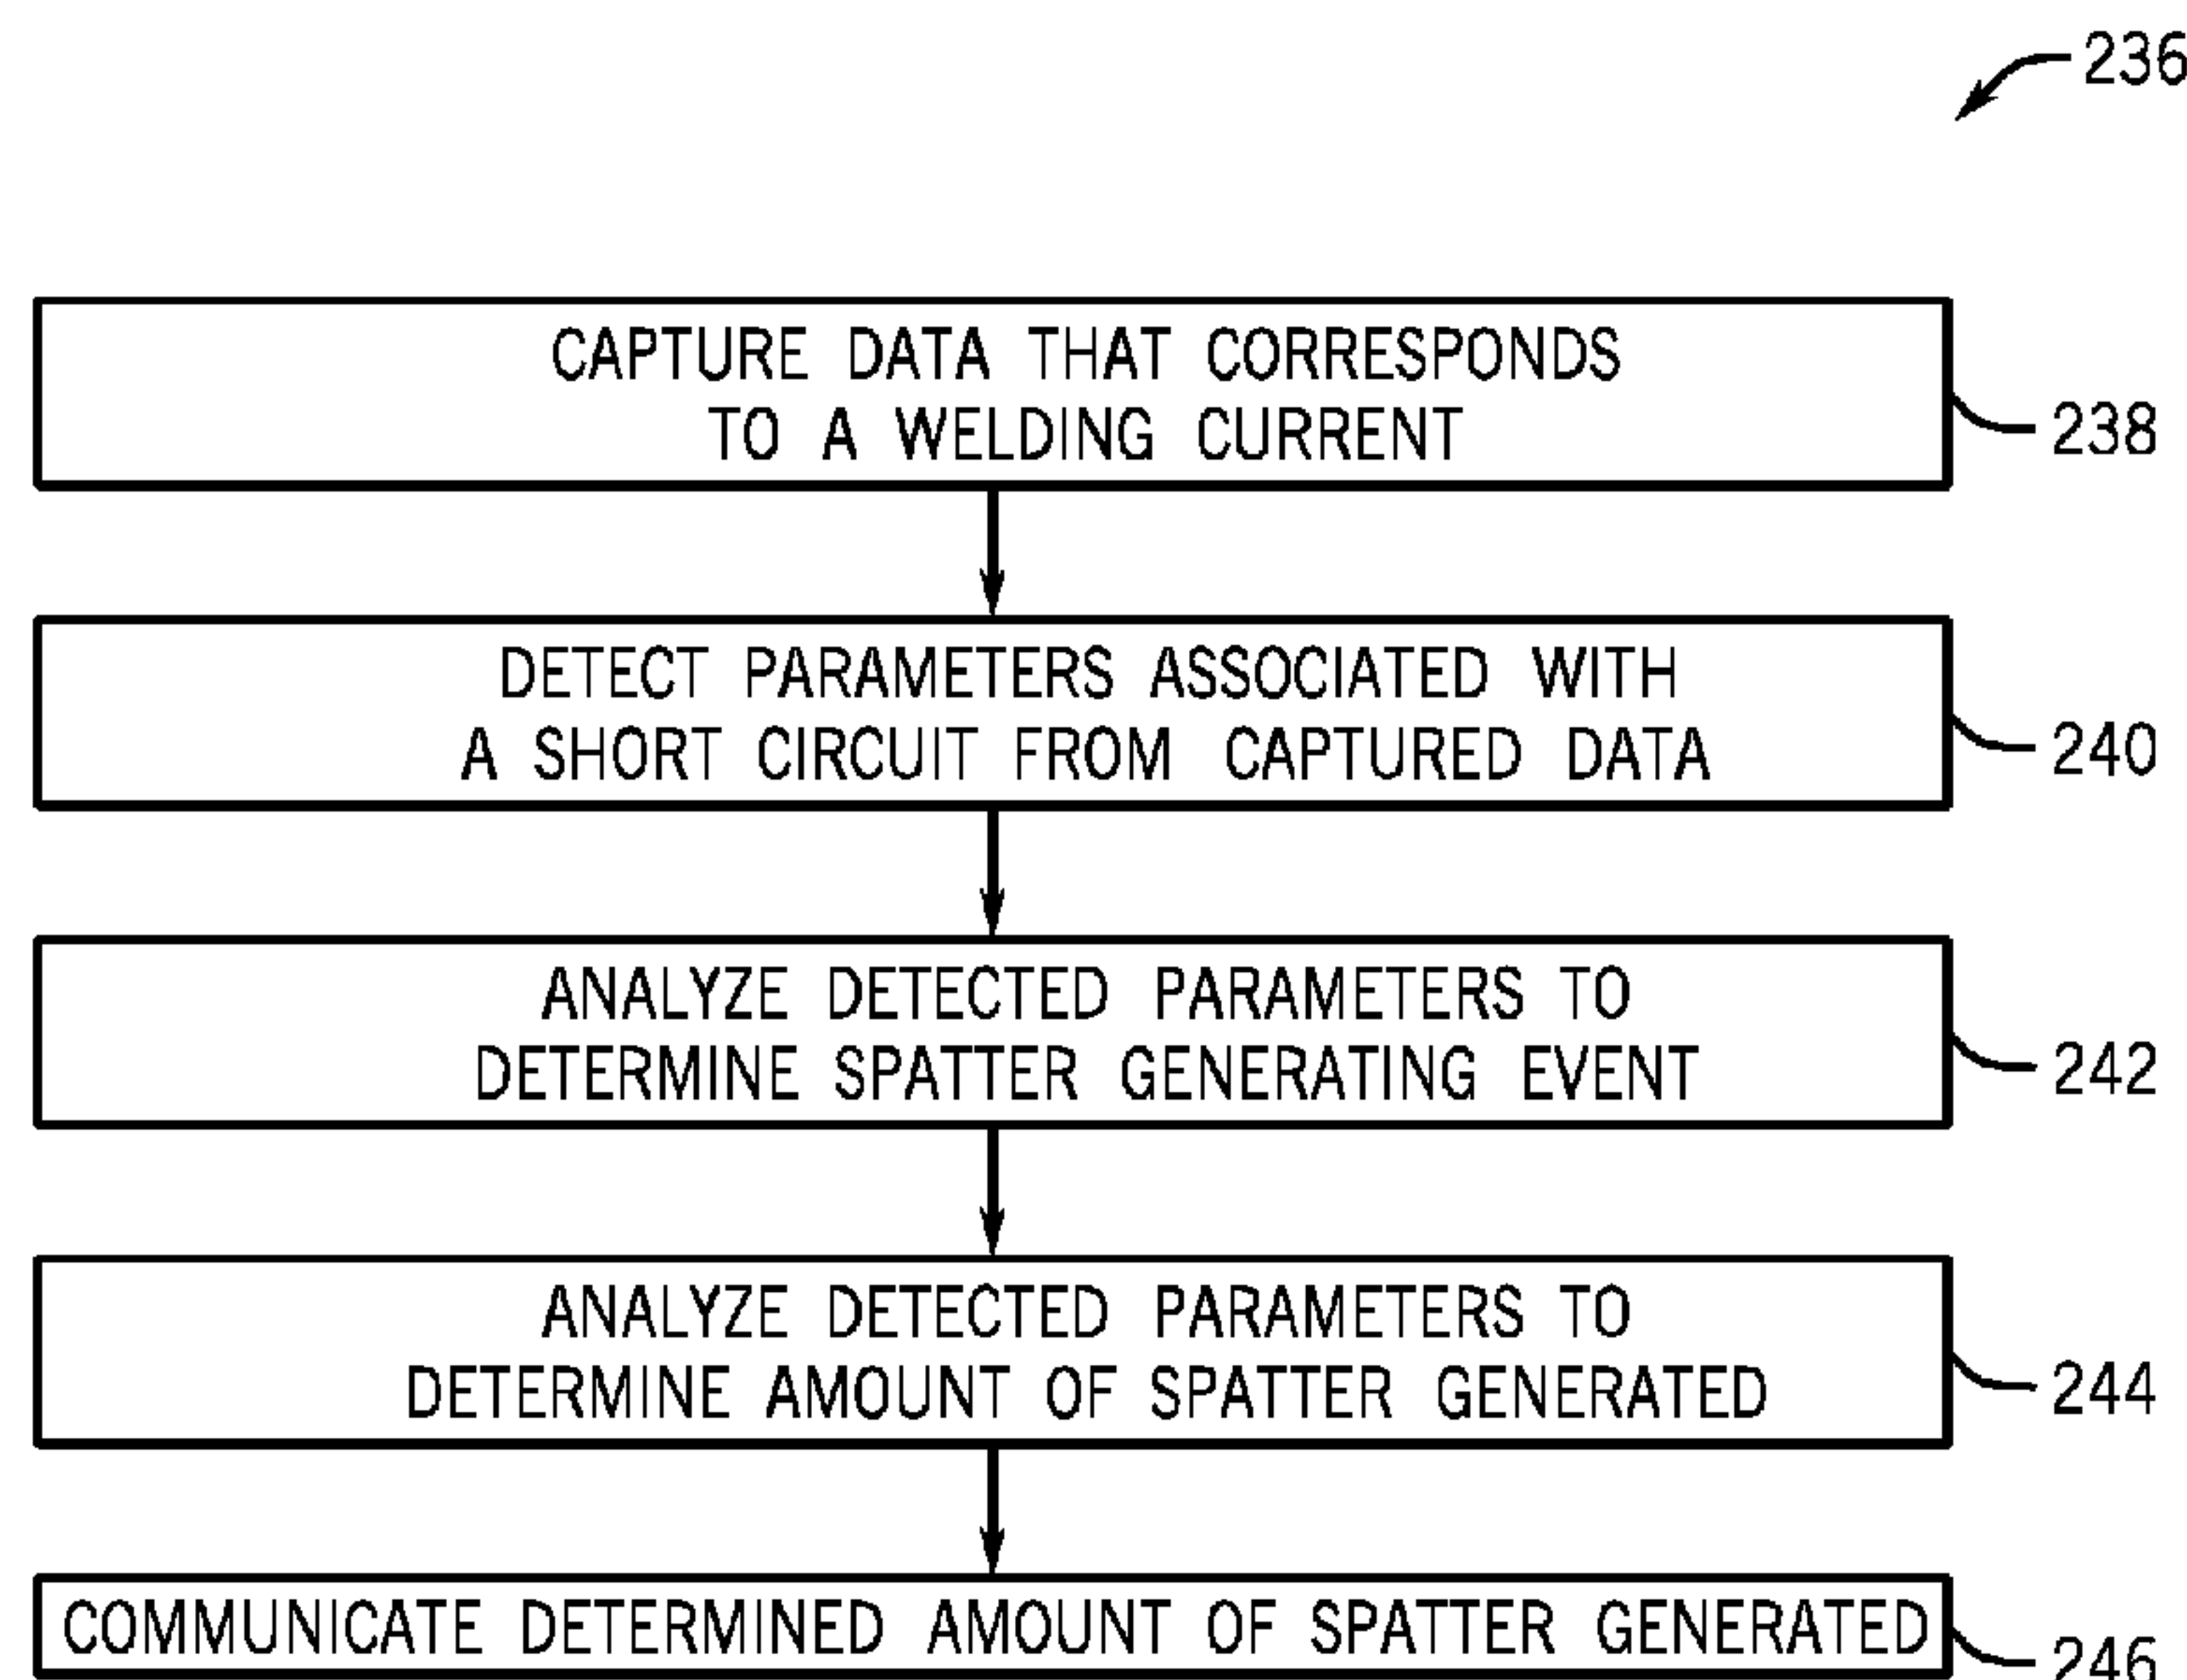 236
CAPTURE DATA THAT CORRESPONDS
TO A WELDING CURRENT
238
DETECT PARAMETERS ASSOCIATED WITH
A SHORT CIRCUIT FROM CAPTURED DATA
240
ANALYZE DETECTED PARAMETERS TO
DETERMINE SPATTER GENERATING EVENT
242
ANALYZE DETECTED PARAMETERS TO
DETERMINE AMOUNT OF SPATTER GENERATED
244
COMMUNICATE DETERMINED AMOUNT OF SPATTER GENERATED
246